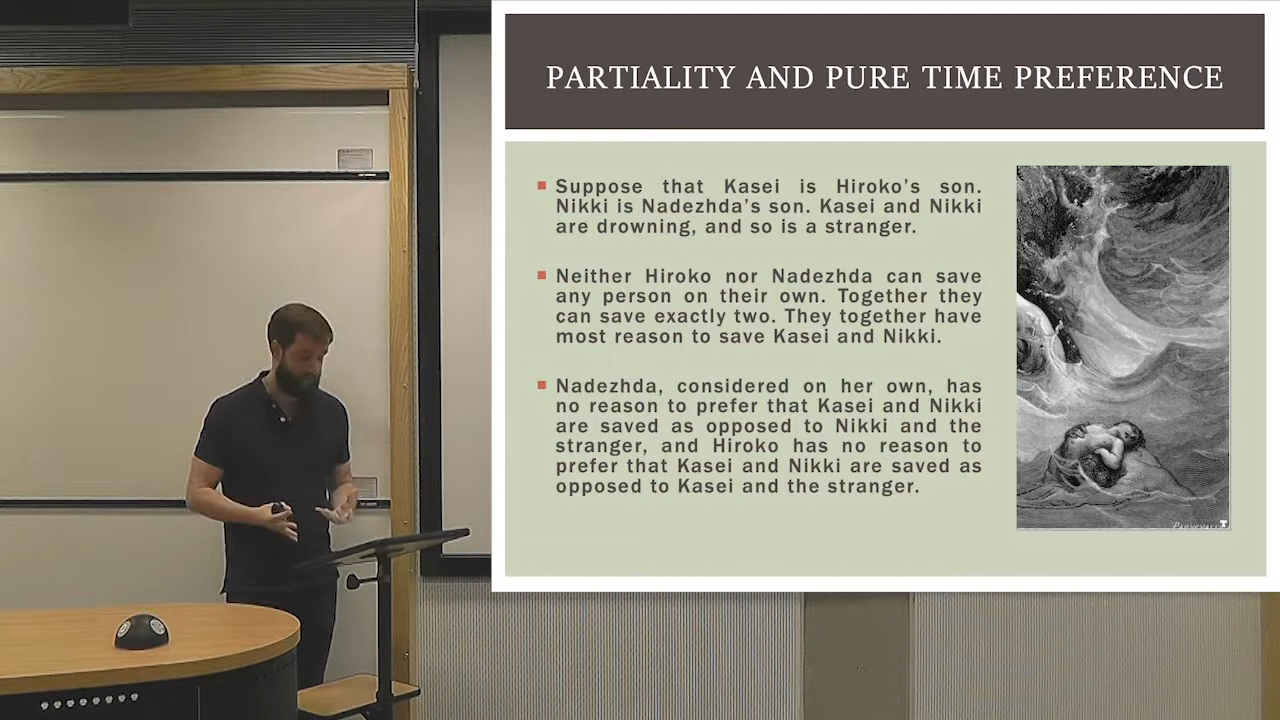 PARTIALITY AND PURE TIME PREFERENCE
Suppose that Kasei is Hiroko's son.
Nikki is Nadezhda's son. Kasei and Nikki
are drowning, and so is a stranger.
Neither Hiroko nor Nadezhda can save
any person on their own. Together they
can save exactly two. They together have
most reason to save Kasei and Nikki.
Nadezhda, considered on her own, has
no reason to prefer that Kasei and Nikki
are saved as opposed to Nikki and the
stranger, and Hiroko has no reason to
prefer that Kasei and Nikki are saved as
opposed to Kasei and the stranger.